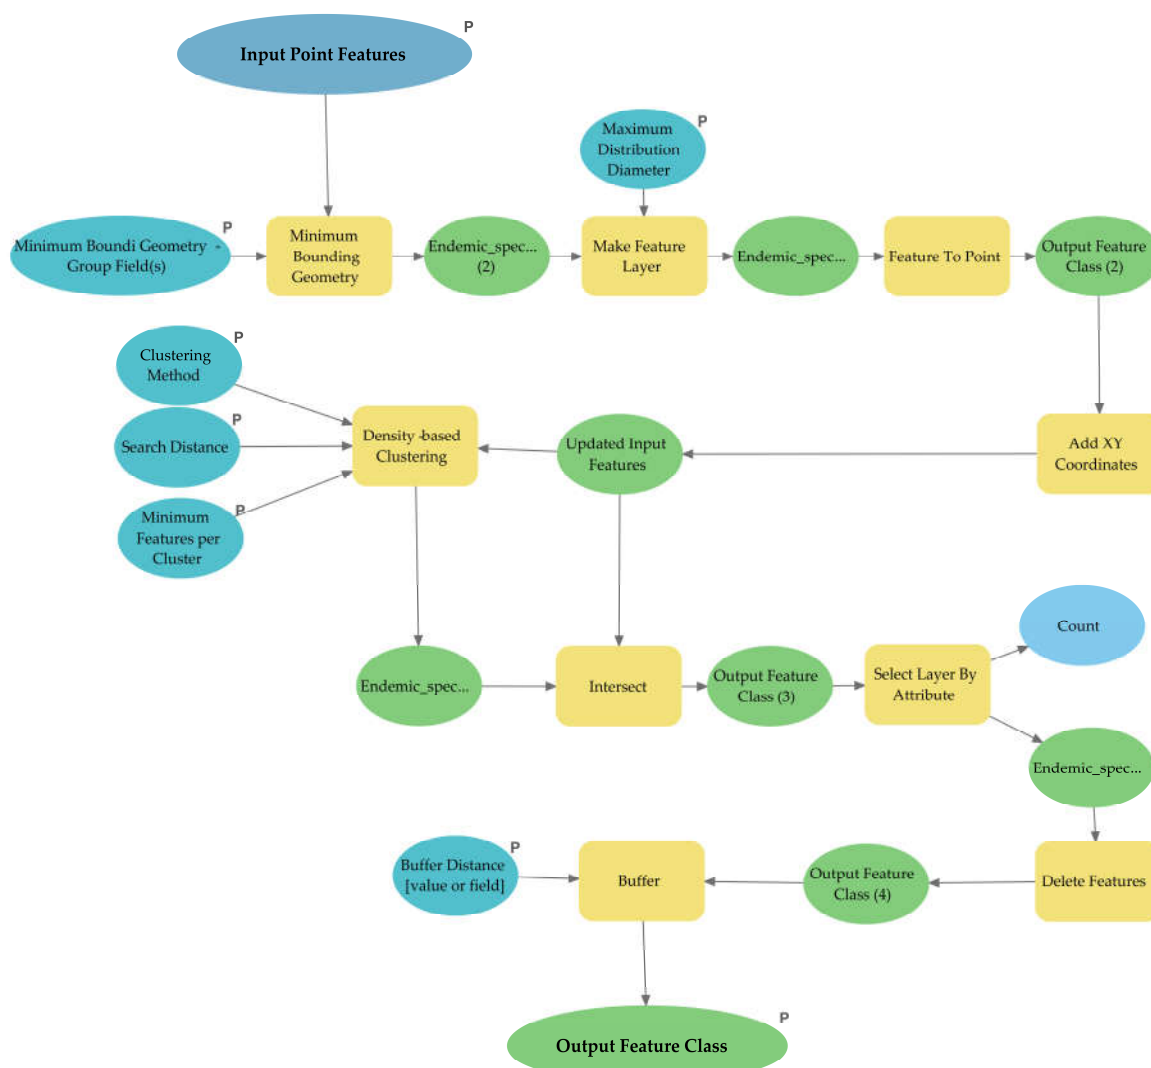 P
Input Point Features
Maximum
Distribution
Diameter
P
Minimum Boundi Geometry -
Group Field(s)
P
Minimum
Bounding
Geometry
Endemic_spec...
(2)
Make Feature
Layer
Endemic_spec...
Feature To Point
Output Feature
Class (2)
Clustering
Method
P
Search Distance
P
Minimum
Features per
Cluster
P
Density -based
Clustering
Updated Input
Features
Add XY
Coordinates
Count
Endemic_spec...
Intersect
Output Feature
Class (3)
Select Layer By
Attribute
Endemic_spec...
Buffer Distance
[value or field]
P
Buffer
Output Feature
Class (4)
Delete Features
P
Output Feature Class